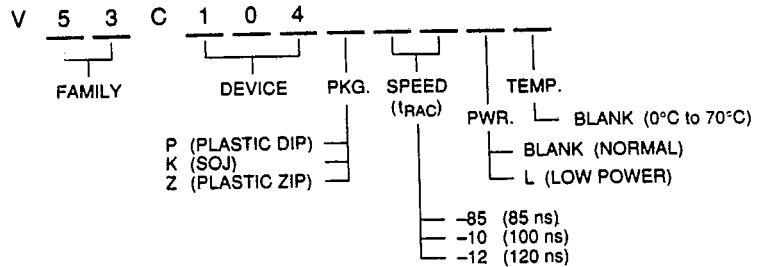 V 5 3 C 1 0 4
FAMILY DEVICE PKG. SPEED (tRAC) PWR. TEMP.
BLANK (0°C to 70°C)
P (PLASTIC DIP)
K (SOJ)
Z (PLASTIC ZIP)
BLANK (NORMAL)
L (LOW POWER)
–85 (85 ns)
–10 (100 ns)
–12 (120 ns)